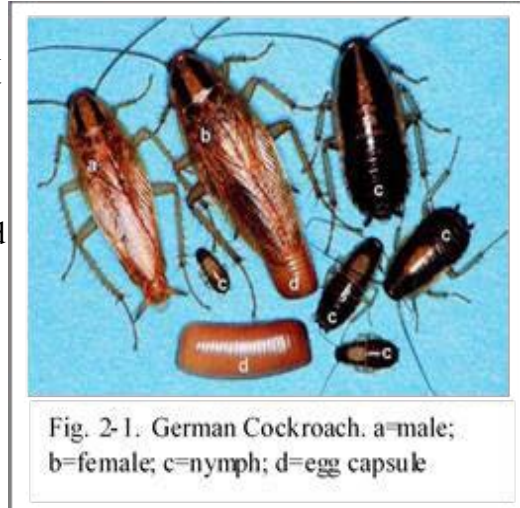 d
a
b
c
c
c
d
c
c
d
c
Fig. 2-1. German Cockroach. a=male;
b=female; c=nymph; d=egg capsule